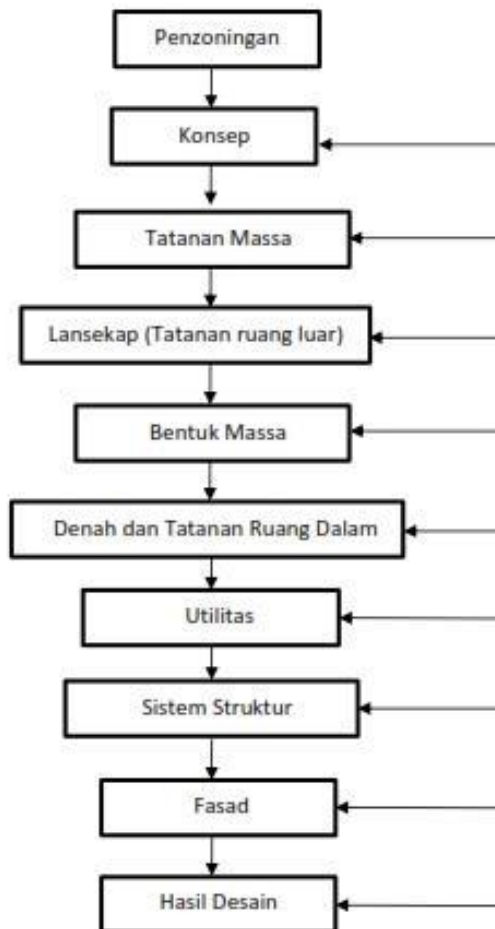 Penzoningan
Konsep
Tatanan Massa
Lansekap (Tatanan ruang luar)
Bentuk Massa
Denah dan Tatanan Ruang Dalam
Utilitas
Sistem Struktur
Fasad
Hasil Desain